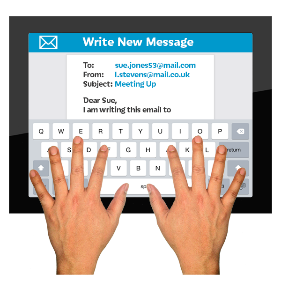 Write New Message
To: sue.jones53@mail.com
From: l.stevens@mail.co.uk
Subject: Meeting Up
Dear Sue,
I am writing this email to
Q W E R T Y U I O P
A S D G H K return